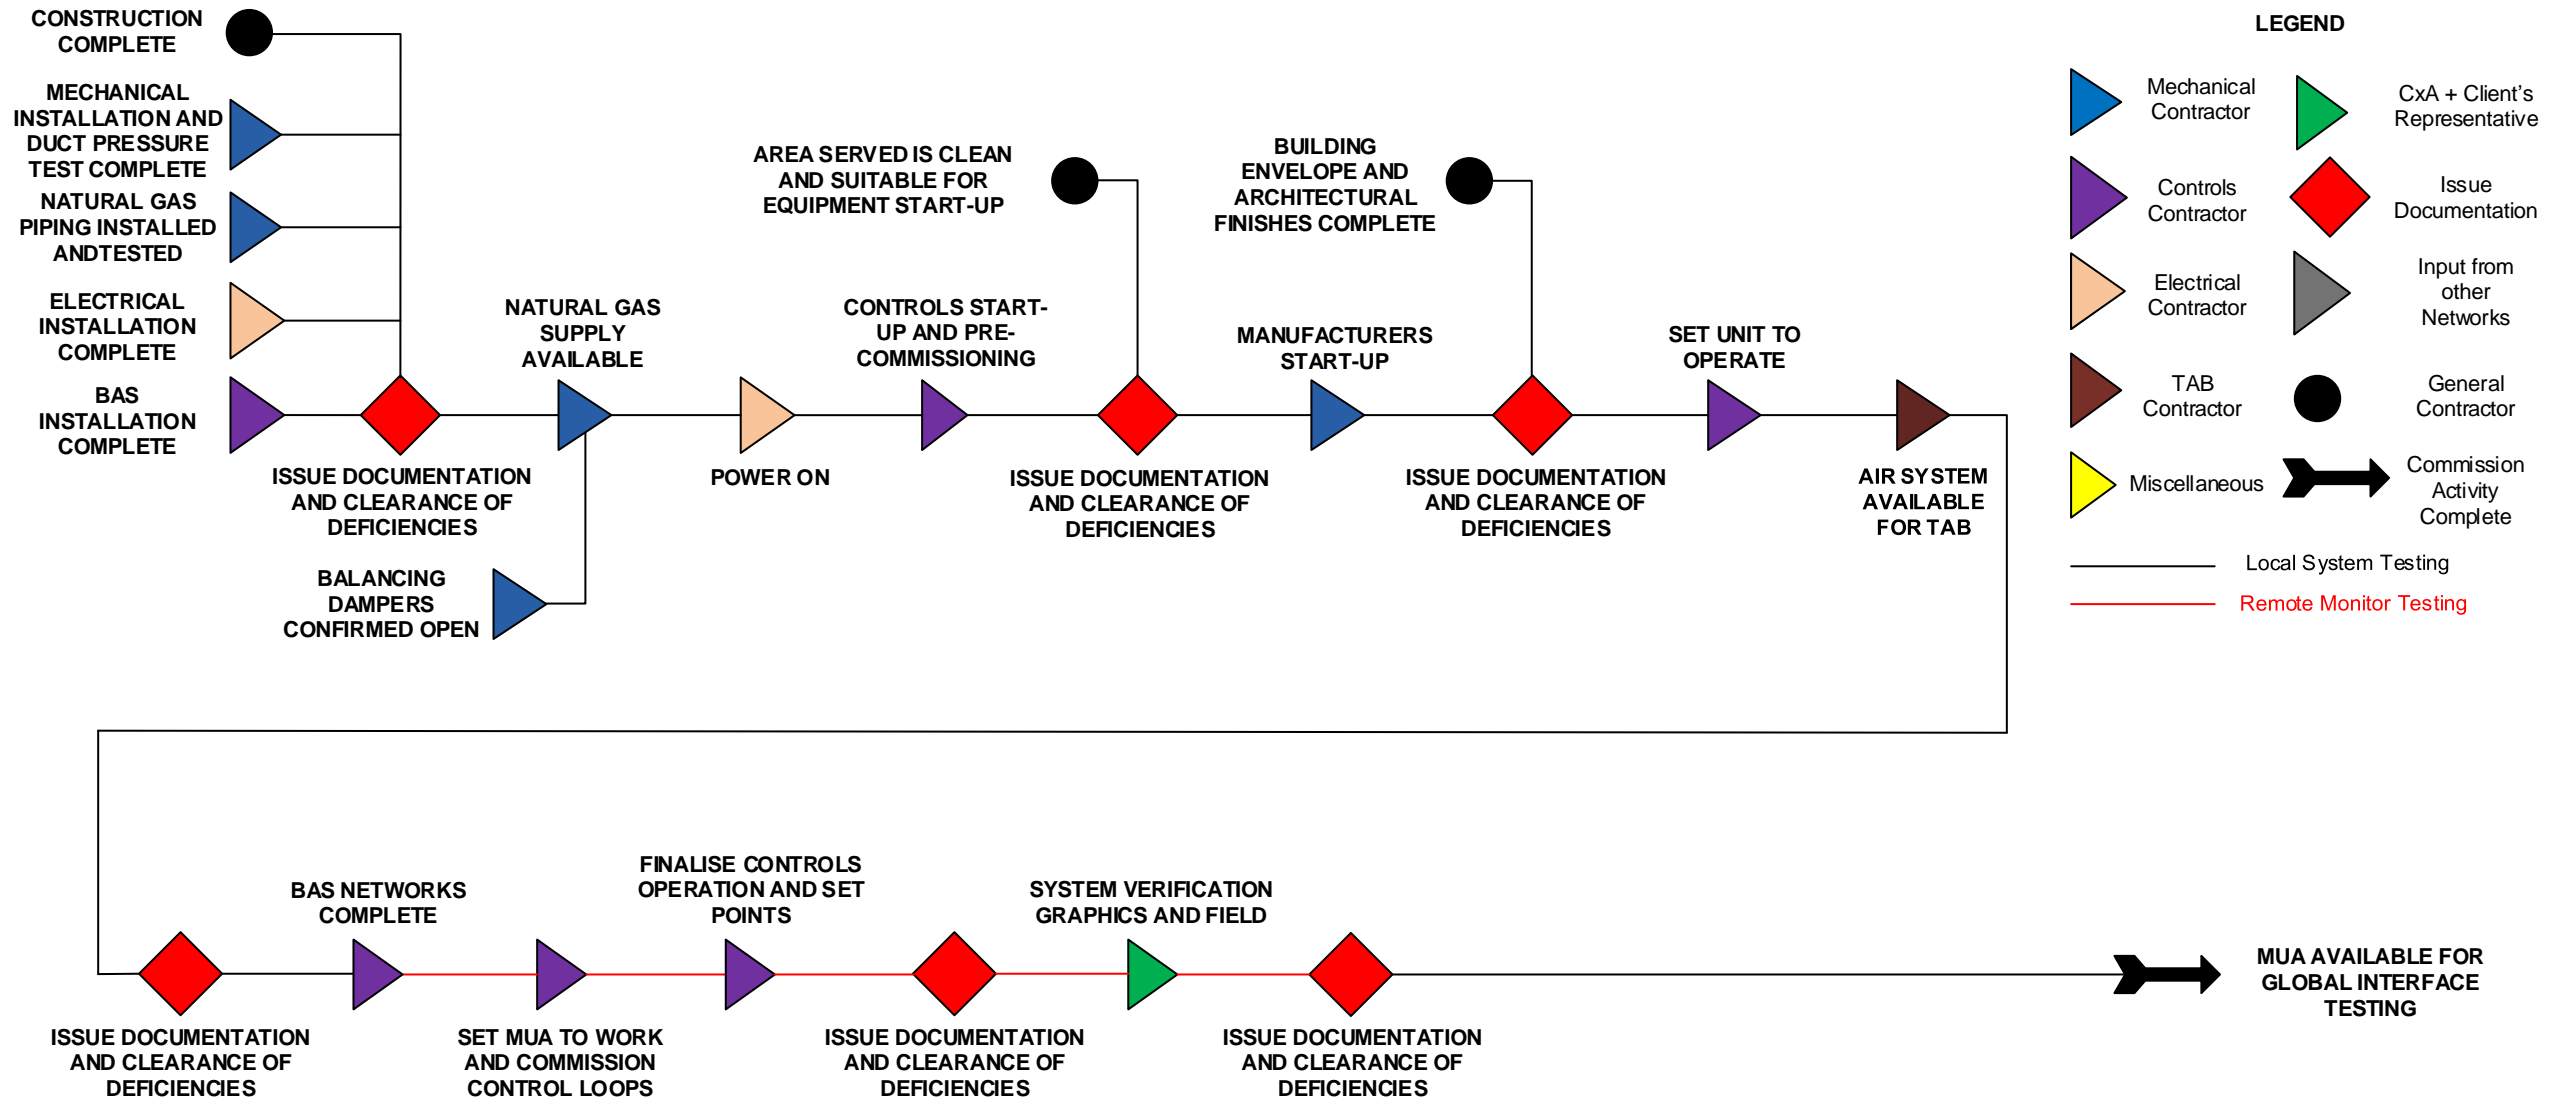 CONSTRUCTION
COMPLETE
MECHANICAL
INSTALLATION AND
DUCT PRESSURE
TEST COMPLETE
NATURAL GAS
PIPING INSTALLED
ANDTESTED
ELECTRICAL
INSTALLATION
COMPLETE
BAS
INSTALLATION
COMPLETE
ISSUE DOCUMENTATION
AND CLEARANCE OF
DEFICIENCIES
BALANCING
DAMPERS
CONFIRMED OPEN
NATURAL GAS
SUPPLY
AVAILABLE
POWER ON
CONTROLS START-
UP AND PRE-
COMMISSIONING
AREA SERVED IS CLEAN
AND SUITABLE FOR
EQUIPMENT START-UP
ISSUE DOCUMENTATION
AND CLEARANCE OF
DEFICIENCIES
MANUFACTURERS
START-UP
BUILDING
ENVELOPE AND
ARCHITECTURAL
FINISHES COMPLETE
ISSUE DOCUMENTATION
AND CLEARANCE OF
DEFICIENCIES
SET UNIT TO
OPERATE
AIR SYSTEM
AVAILABLE
FOR TAB
LEGEND
Mechanical
Contractor
CxA + Client's
Representative
Controls
Contractor
Issue
Documentation
Electrical
Contractor
Input from
other
Networks
TAB
Contractor
General
Contractor
Miscellaneous
Commission
Activity
Complete
Local System Testing
Remote Monitor Testing
ISSUE DOCUMENTATION
AND CLEARANCE OF
DEFICIENCIES
BAS NETWORKS
COMPLETE
SET MUA TO WORK
AND COMMISSION
CONTROL LOOPS
FINALISE CONTROLS
OPERATION AND SET
POINTS
ISSUE DOCUMENTATION
AND CLEARANCE OF
DEFICIENCIES
SYSTEM VERIFICATION
GRAPHICS AND FIELD
ISSUE DOCUMENTATION
AND CLEARANCE OF
DEFICIENCIES
MUA AVAILABLE FOR
GLOBAL INTERFACE
TESTING